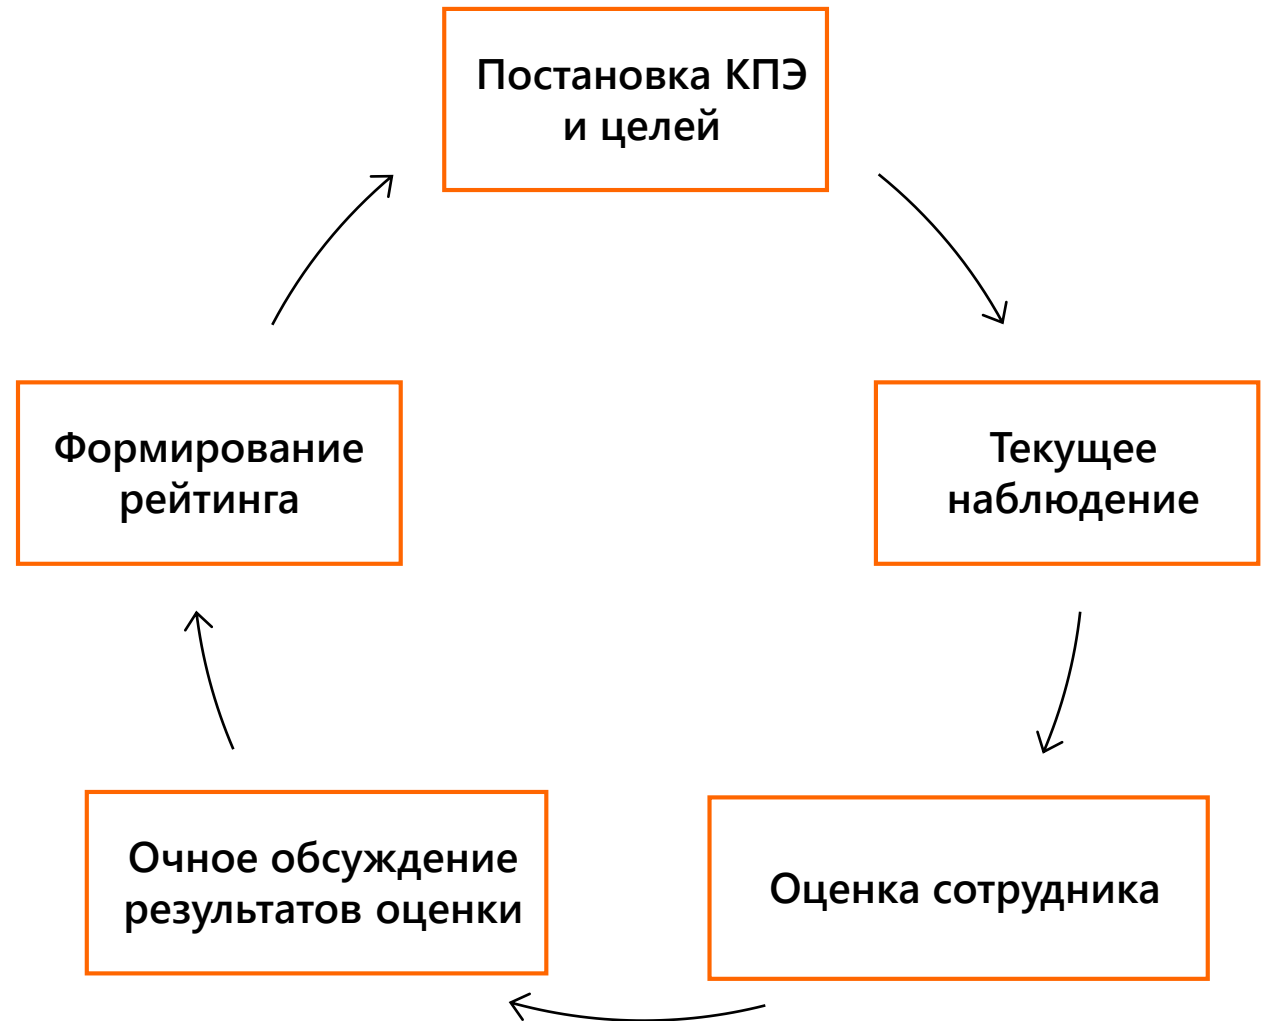 Постановка КПЭ
и целей
Формирование
рейтинга
Текущее
наблюдение
Очное обсуждение
результатов оценки
Оценка сотрудника